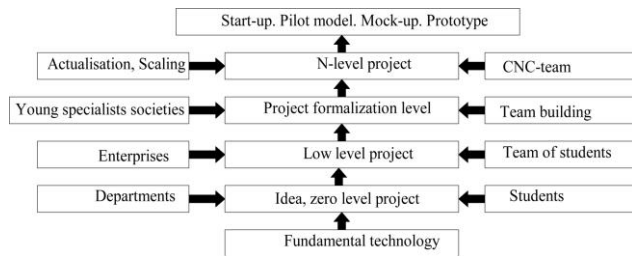 Start-up. Pilot model. Mock-up. Prototype
Actualisation, Scaling
N-level project
CNC-team
Young specialists societies
Project formalization level
Team building
Enterprises
Low level project
Team of students
Departments
Idea, zero level project
Students
Fundamental technology